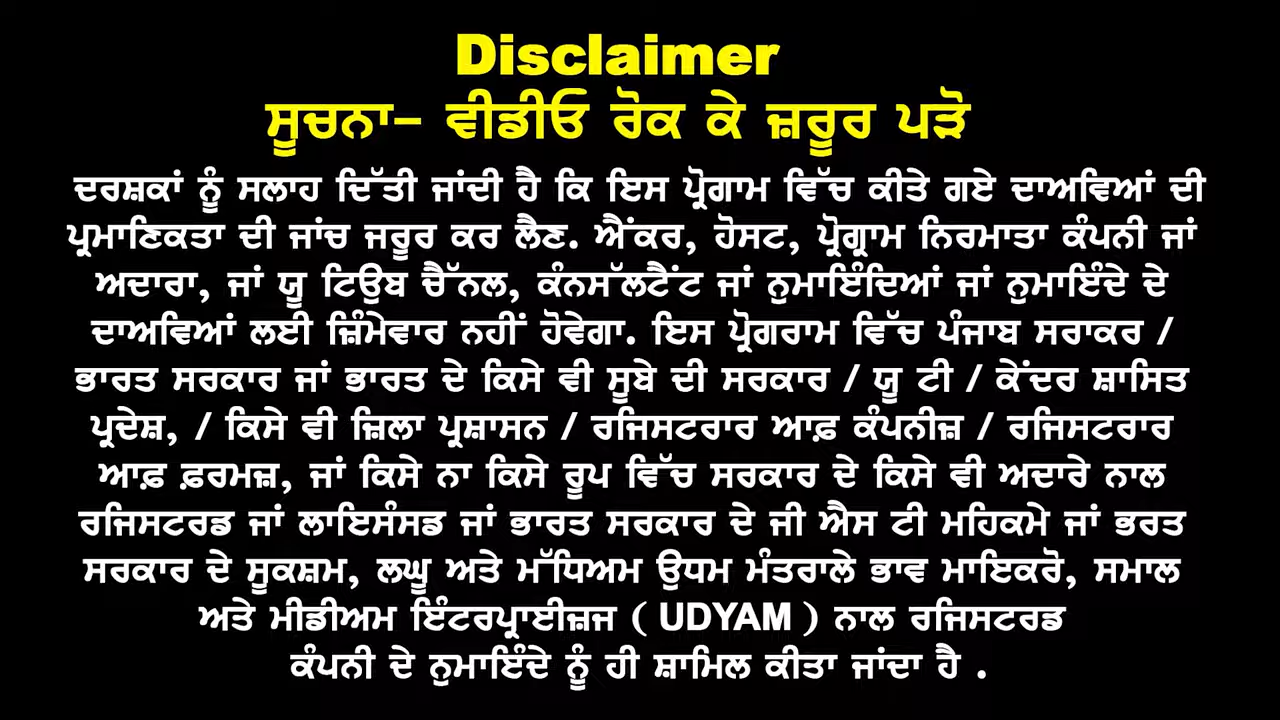 Disclaimer
ਸੂਚਨਾ- ਵੀਡੀਓ ਰੋਕ ਕੇ ਜ਼ਰੂਰ ਪੜੋ
ਦਰਸ਼ਕਾਂ ਨੂੰ ਸਲਾਹ ਦਿੱਤੀ ਜਾਂਦੀ ਹੈ ਕਿ ਇਸ ਪ੍ਰੋਗਾਮ ਵਿੱਚ ਕੀਤੇ ਗਏ ਦਾਅਵਿਆਂ ਦੀ
ਪ੍ਰਮਾਣਿਕਤਾ ਦੀ ਜਾਂਚ ਜਰੂਰ ਕਰ ਲੈਣ. ਐਂਕਰ, ਹੋਸਟ, ਪ੍ਰੋਗ੍ਰਾਮ ਨਿਰਮਾਤਾ ਕੰਪਨੀ ਜਾਂ
ਅਦਾਰਾ, ਜਾਂ ਯੂ ਟਿਊਬ ਚੈੱਨਲ, ਕੰਨਸੱਲਟੈਂਟ ਜਾਂ ਨੁਮਾਇੰਦਿਆਂ ਜਾਂ ਨੁਮਾਇੰਦੇ ਦੇ
ਦਾਅਵਿਆਂ ਲਈ ਜ਼ਿੰਮੇਵਾਰ ਨਹੀਂ ਹੋਵੇਗਾ. ਇਸ ਪ੍ਰੋਗਰਾਮ ਵਿੱਚ ਪੰਜਾਬ ਸਰਾਕਰ /
ਭਾਰਤ ਸਰਕਾਰ ਜਾਂ ਭਾਰਤ ਦੇ ਕਿਸੇ ਵੀ ਸੂਬੇ ਦੀ ਸਰਕਾਰ / ਯੂ ਟੀ / ਕੇਂਦਰ ਸ਼ਾਸਿਤ
ਪ੍ਰਦੇਸ਼, / ਕਿਸੇ ਵੀ ਜ਼ਿਲਾ ਪ੍ਰਸ਼ਾਸਨ / ਰਜਿਸਟਰਾਰ ਆਫ਼ ਕੰਪਨੀਜ਼ / ਰਜਿਸਟਰਾਰ
ਆਫ਼ ਫ਼ਰਮਜ਼, ਜਾਂ ਕਿਸੇ ਨਾ ਕਿਸੇ ਰੂਪ ਵਿੱਚ ਸਰਕਾਰ ਦੇ ਕਿਸੇ ਵੀ ਅਦਾਰੇ ਨਾਲ
ਰਜਿਸਟਰਡ ਜਾਂ ਲਾਇਸੰਸਡ ਜਾਂ ਭਾਰਤ ਸਰਕਾਰ ਦੇ ਜੀ ਐਸ ਟੀ ਮਹਿਕਮੇ ਜਾਂ ਭਰਤ
ਸਰਕਾਰ ਦੇ ਸੂਕਸ਼ਮ, ਲਘੂ ਅਤੇ ਮੱਧਿਅਮ ਉਧਮ ਮੰਤਰਾਲੇ ਭਾਵ ਮਾਇਕਰੋ, ਸਮਾਲ
ਅਤੇ ਮੀਡੀਅਮ ਇੰਟਰਪ੍ਰਾਈਜ਼ਜ ( UDYAM ) ਨਾਲ ਰਜਿਸਟਰਡ
ਕੰਪਨੀ ਦੇ ਨੁਮਾਇੰਦੇ ਨੂੰ ਹੀ ਸ਼ਾਮਿਲ ਕੀਤਾ ਜਾਂਦਾ ਹੈ .